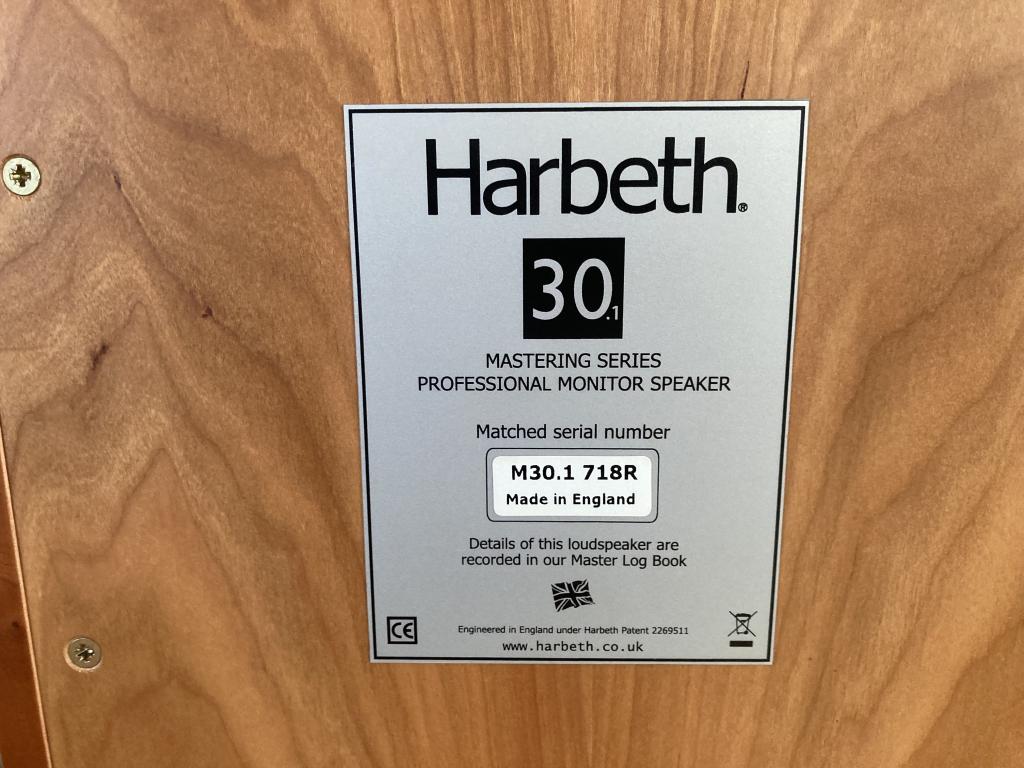 Harbeth®
30.1
MASTERING SERIES
PROFESSIONAL MONITOR SPEAKER
Matched serial number
M30.1 718R
Made in England
Details of this loudspeaker are
recorded in our Master Log Book
CE
Engineered in England under Harbeth Patent 2269511
www.harbeth.co.uk